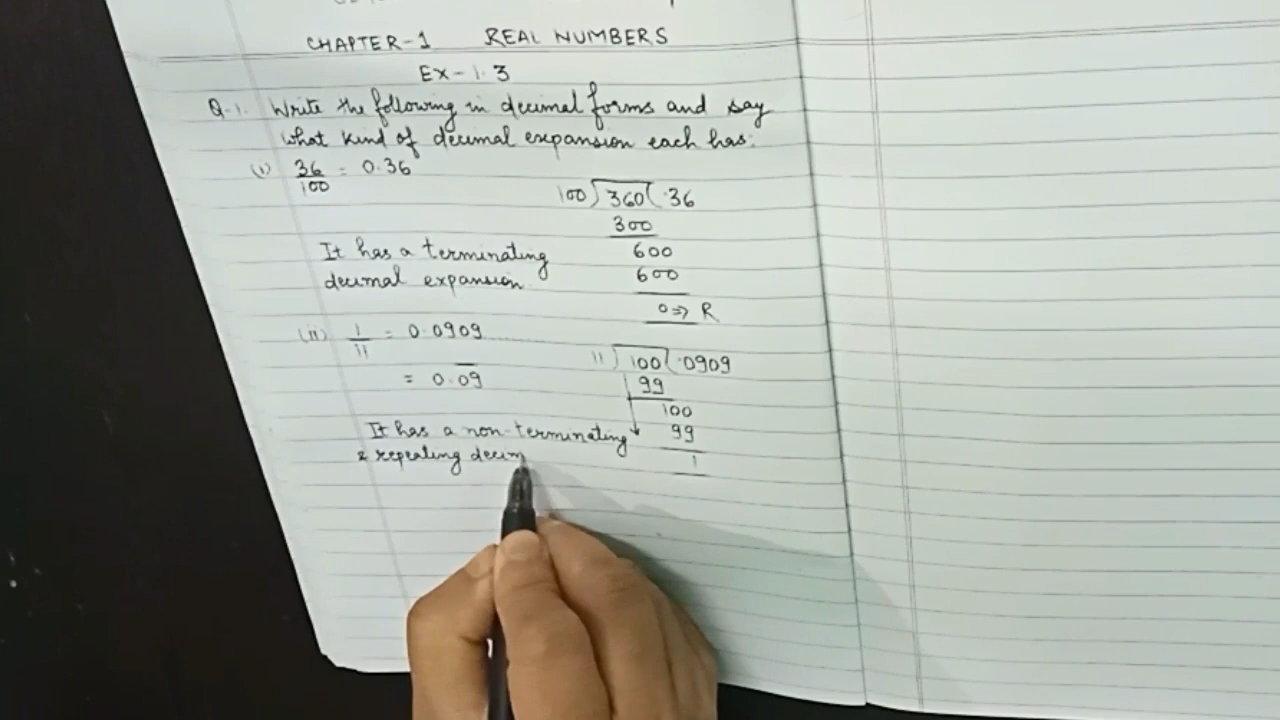 CHAPTER-1 REAL NUMBERS
Ex-1.3
Q-1. Write the following in decimal forms and say
what kind of decimal expansion each has:
(i) 36/100 = 0.36
100 ) 360 ( .36
300
600
600
0 => R
It has a terminating
decimal expansion
(ii) 1/11 = 0.0909
= 0.0̅9̅
11 ) 100 ( .0909
99
100
99
1
It has a non-terminating
& repeating decim